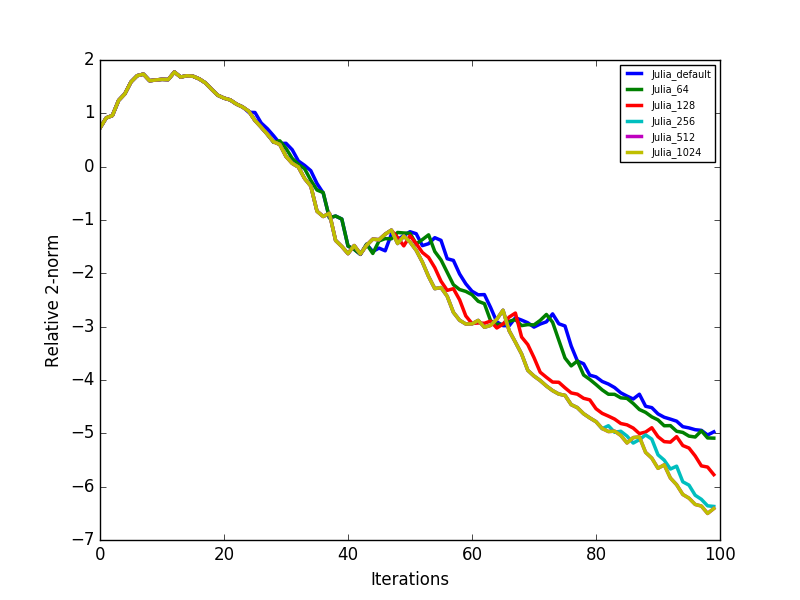 Julia_default
Julia_64
Julia_128
Julia_256
Julia_512
Julia_1024
2
1
0
−1
−2
−3
−4
−5
−6
−7
Relative 2-norm
0 20 40 60 80 100
Iterations